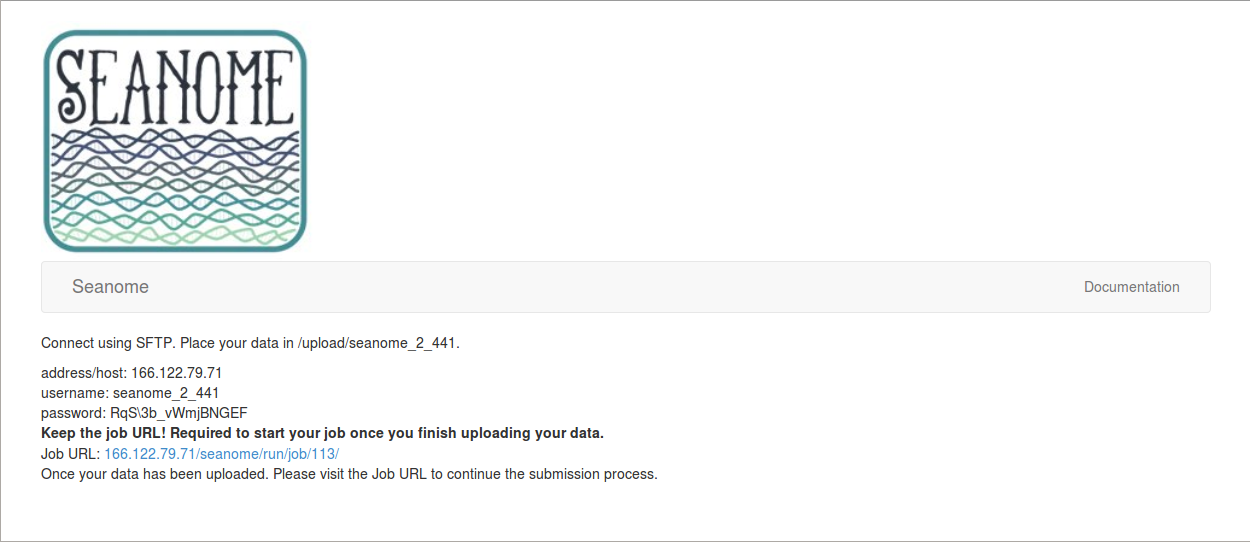 SEANOME
Seanome
Documentation
Connect using SFTP. Place your data in /upload/seanome_2_441.
address/host: 166.122.79.71
username: seanome_2_441
password: RqS\3b_vWmjBNGEF
Keep the job URL! Required to start your job once you finish uploading your data.
Job URL: 166.122.79.71/seanome/run/job/113/
Once your data has been uploaded. Please visit the Job URL to continue the submission process.